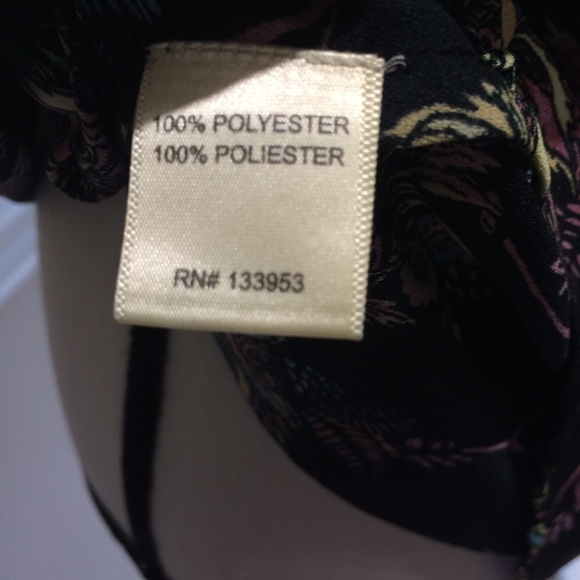 100% POLYESTER
100% POLIESTER
RN# 133953